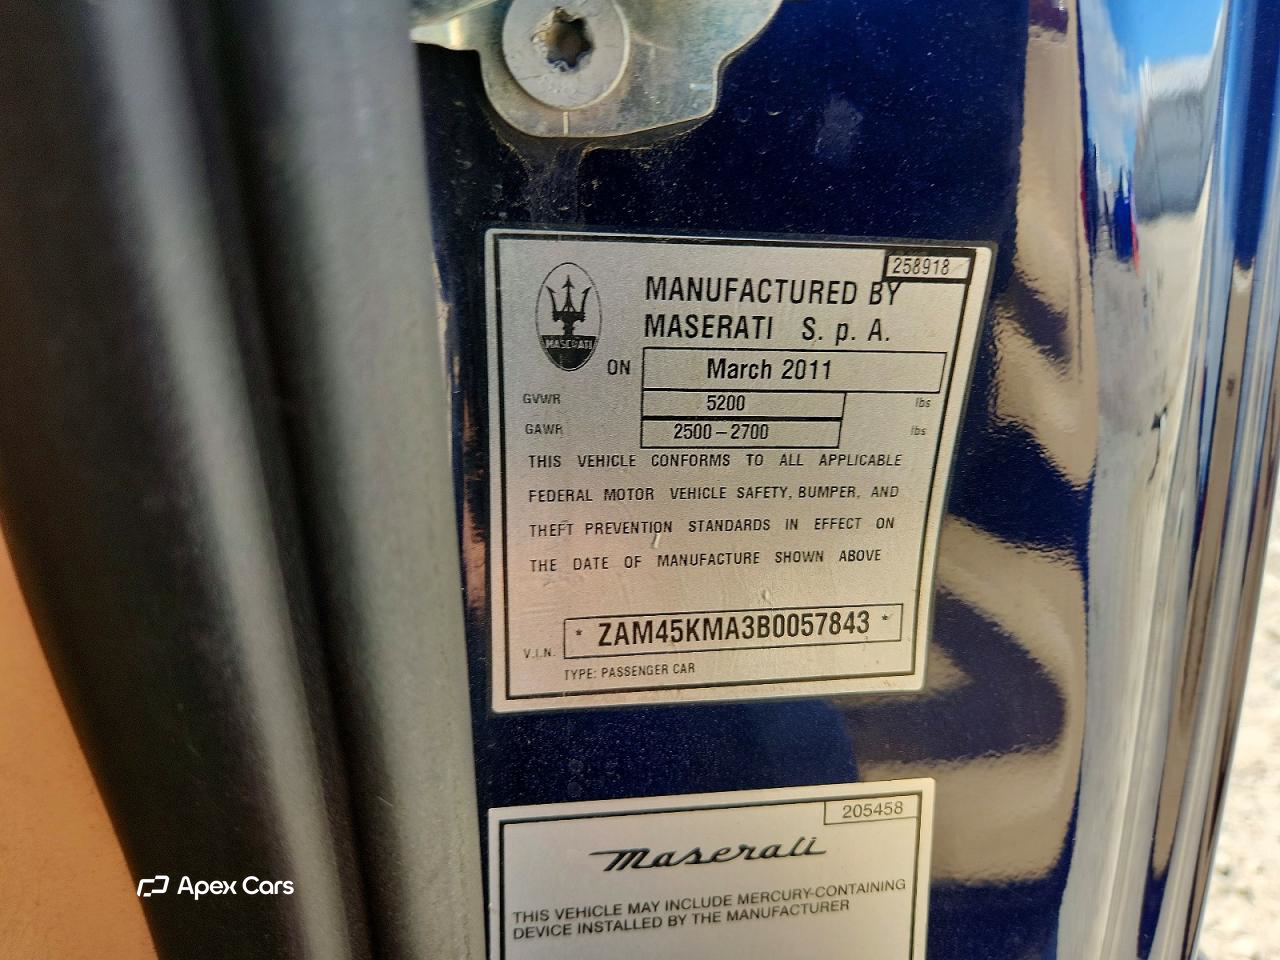 258918
MANUFACTURED BY
MASERATI S. p. A.
MASERATI
ON March 2011
GVWR 5200 lbs
GAWR 2500-2700 lbs
THIS VEHICLE CONFORMS TO ALL APPLICABLE
FEDERAL MOTOR VEHICLE SAFETY, BUMPER, AND
THEFT PREVENTION STANDARDS IN EFFECT ON
THE DATE OF MANUFACTURE SHOWN ABOVE
V.I.N. * ZAM45KMA3B0057843 *
TYPE: PASSENGER CAR
205458
Maserati
THIS VEHICLE MAY INCLUDE MERCURY-CONTAINING
DEVICE INSTALLED BY THE MANUFACTURER
Apex Cars